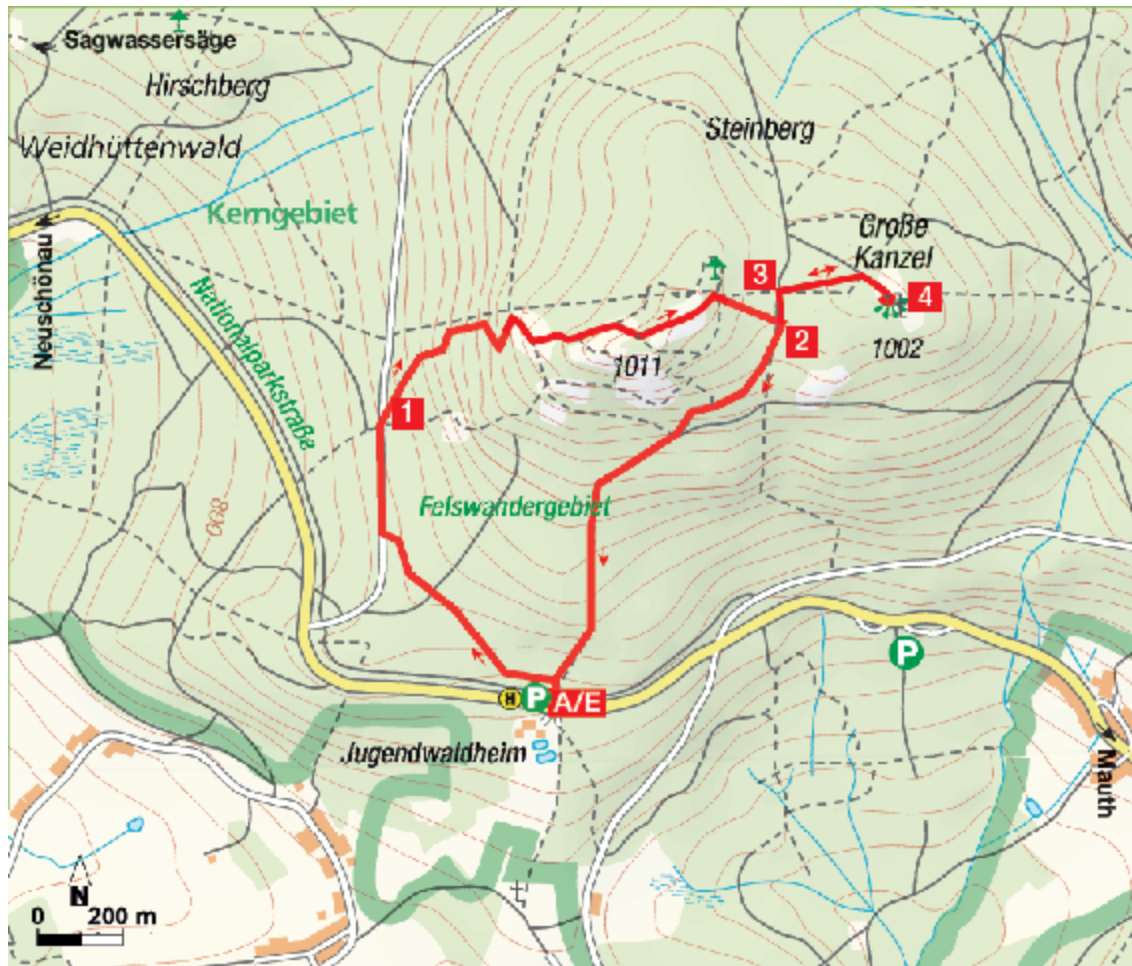 Sagwassersäge
Hirschberg
Weidhüttenwald
Steinberg
Kerngebiet
Große
Kanzel
Neuschönau
Nationalparkstraße
3
4
2
1011
1002
1
Felswandergebiet
800
P
H
P
A/E
Jugendwaldheim
Mauth
N
0 200 m